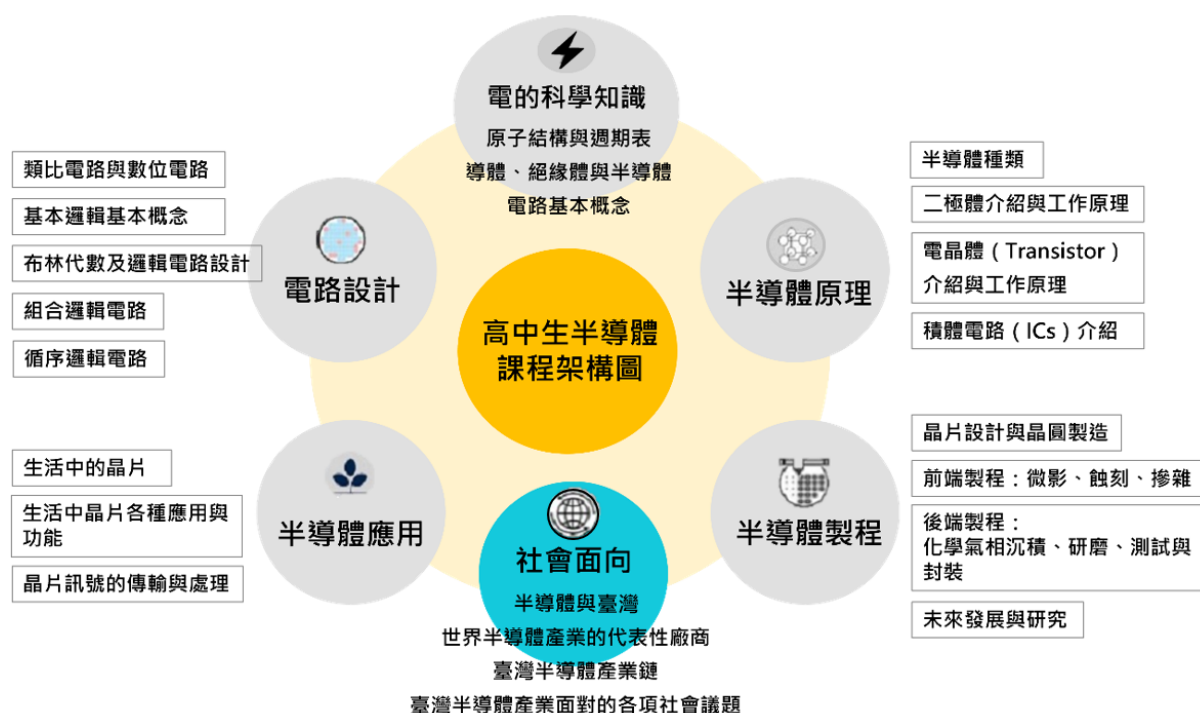 電的科學知識
原子結構與週期表
導體、絕緣體與半導體
電路基本概念
類比電路與數位電路
基本邏輯基本概念
布林代數及邏輯電路設計
組合邏輯電路
循序邏輯電路
電路設計
高中生半導體
課程架構圖
半導體原理
半導體種類
二極體介紹與工作原理
電晶體(Transistor)
介紹與工作原理
積體電路(ICs)介紹
生活中的晶片
生活中晶片各種應用與
功能
晶片訊號的傳輸與處理
半導體應用
社會面向
半導體與臺灣
世界半導體產業的代表性廠商
臺灣半導體產業鏈
臺灣半導體產業面對的各項社會議題
半導體製程
晶片設計與晶圓製造
前端製程:微影、蝕刻、摻雜
後端製程:
化學氣相沉積、研磨、測試與
封裝
未來發展與研究